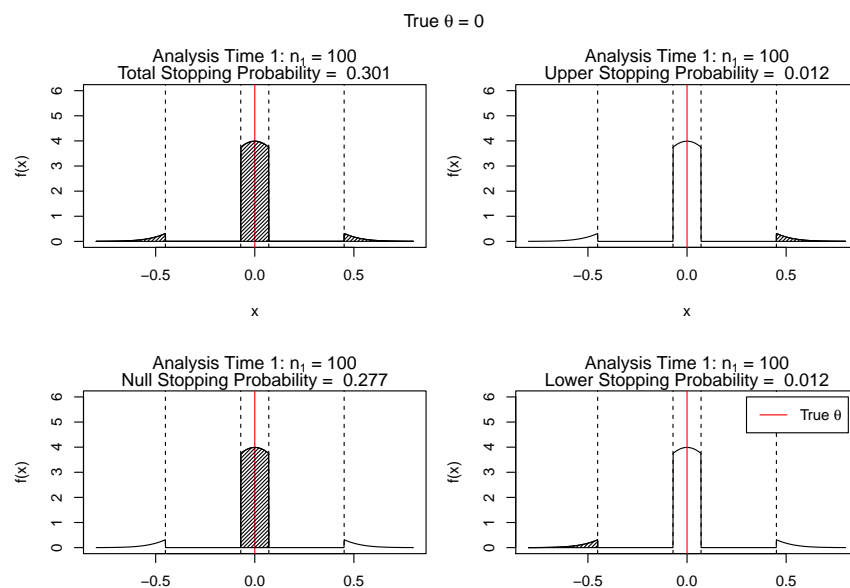 True θ = 0
Analysis Time 1: n1 = 100
Total Stopping Probability = 0.301
6
5
4
3
2
1
0
f(x)
−0.5
0.0
0.5
x
Analysis Time 1: n1 = 100
Upper Stopping Probability = 0.012
6
5
4
3
2
1
0
f(x)
−0.5
0.0
0.5
x
Analysis Time 1: n1 = 100
Null Stopping Probability = 0.277
6
5
4
3
2
1
0
f(x)
−0.5
0.0
0.5
Analysis Time 1: n1 = 100
Lower Stopping Probability = 0.012
True θ
6
5
4
3
2
1
0
f(x)
−0.5
0.0
0.5